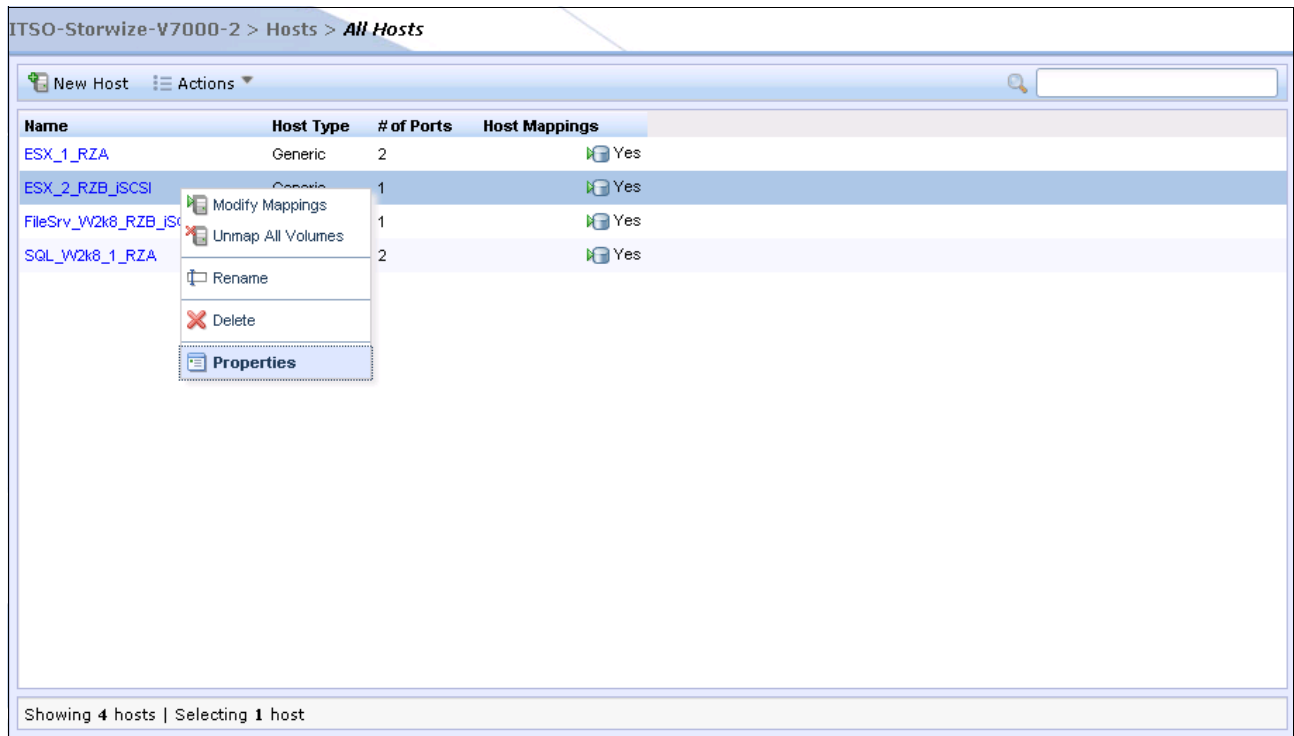 ITSO-Storwize-V7000-2 > Hosts > All Hosts
New Host Actions
Name Host Type # of Ports Host Mappings
ESX_1_RZA Generic 2 Yes
ESX_2_RZB_iSCSI Generic 1 Yes
Modify Mappings
FileSrv_W2k8_RZB_iSC 1 Yes
Unmap All Volumes
SQL_W2k8_1_RZA 2 Yes
Rename
Delete
Properties
Showing 4 hosts | Selecting 1 host